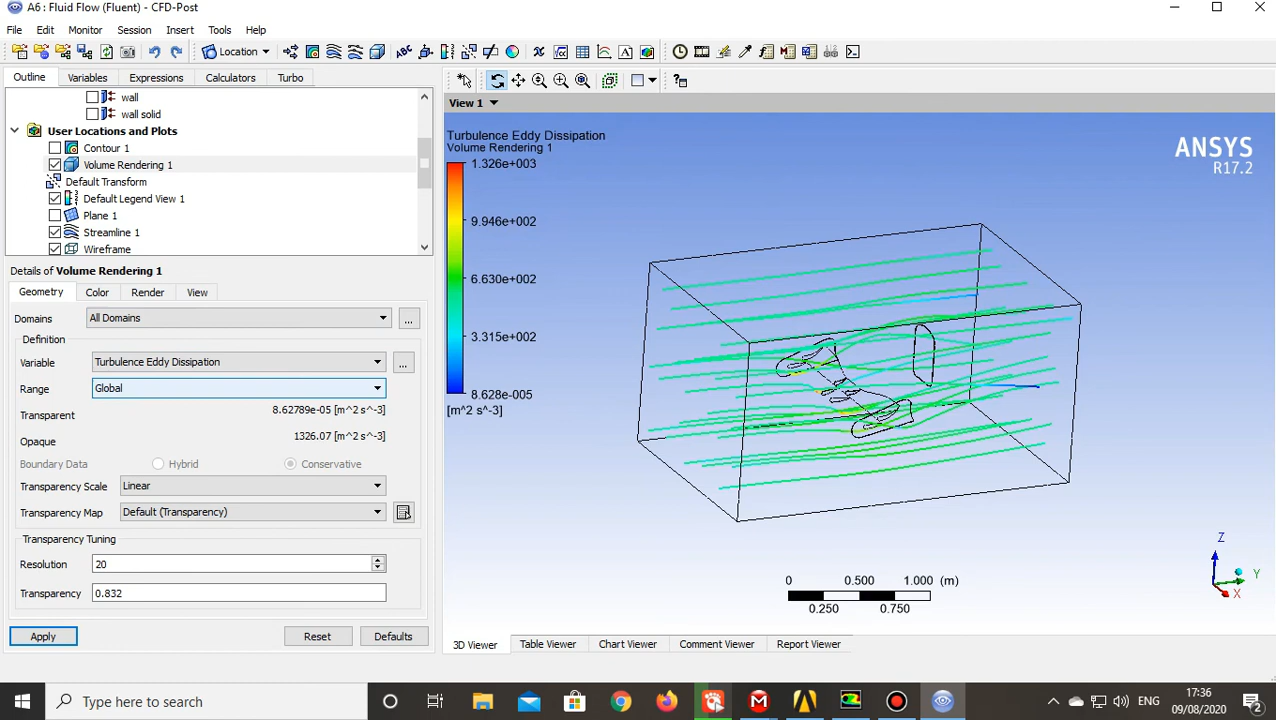 A6 : Fluid Flow (Fluent) - CFD-Post
File Edit Monitor Session Insert Tools Help
Location
Outline Variables Expressions Calculators Turbo
wall
wall solid
User Locations and Plots
Contour 1
Volume Rendering 1
Default Transform
Default Legend View 1
Plane 1
Streamline 1
Wireframe
Details of Volume Rendering 1
Geometry Color Render View
Domains All Domains ...
Definition
Variable Turbulence Eddy Dissipation ...
Range Global
Transparent 8.62789e-05 [m^2 s^-3]
Opaque 1326.07 [m^2 s^-3]
Boundary Data Hybrid Conservative
Transparency Scale Linear
Transparency Map Default (Transparency)
Transparency Tuning
Resolution 20
Transparency 0.832
Apply Reset Defaults
View 1
Turbulence Eddy Dissipation
Volume Rendering 1
1.326e+003
9.946e+002
6.630e+002
3.315e+002
8.628e-005
[m^2 s^-3]
ANSYS
R17.2
0 0.500 1.000 (m)
0.250 0.750
Z
Y
X
3D Viewer Table Viewer Chart Viewer Comment Viewer Report Viewer
Type here to search
ENG
17:36
09/08/2020
2